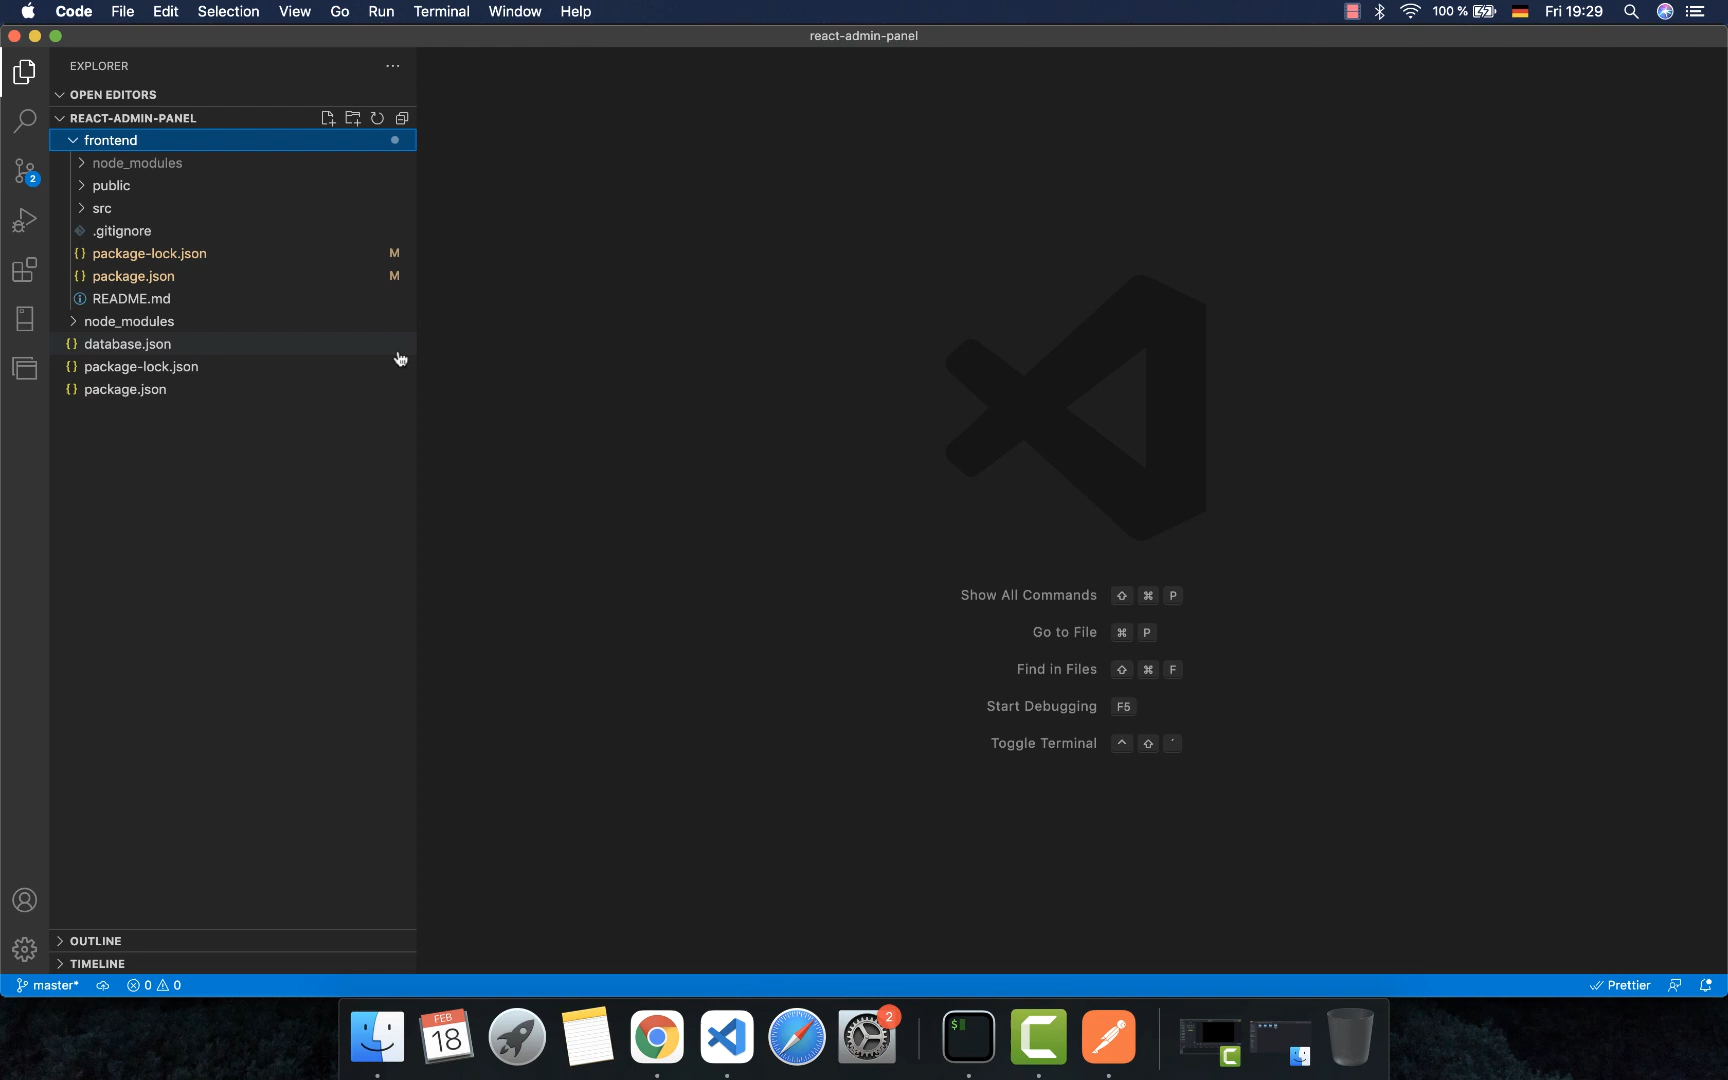 Code File Edit Selection View Go Run Terminal Window Help 100 % Fri 19:29
react-admin-panel
EXPLORER
OPEN EDITORS
REACT-ADMIN-PANEL
frontend
node_modules
public
src
.gitignore
{} package-lock.json M
{} package.json M
README.md
node_modules
{} database.json
{} package-lock.json
{} package.json
2
Show All Commands ⇧ ⌘ P
Go to File ⌘ P
Find in Files ⇧ ⌘ F
Start Debugging F5
Toggle Terminal ^ ⇧ ´
OUTLINE
TIMELINE
master* 0 0 Prettier
FEB
18
2
$